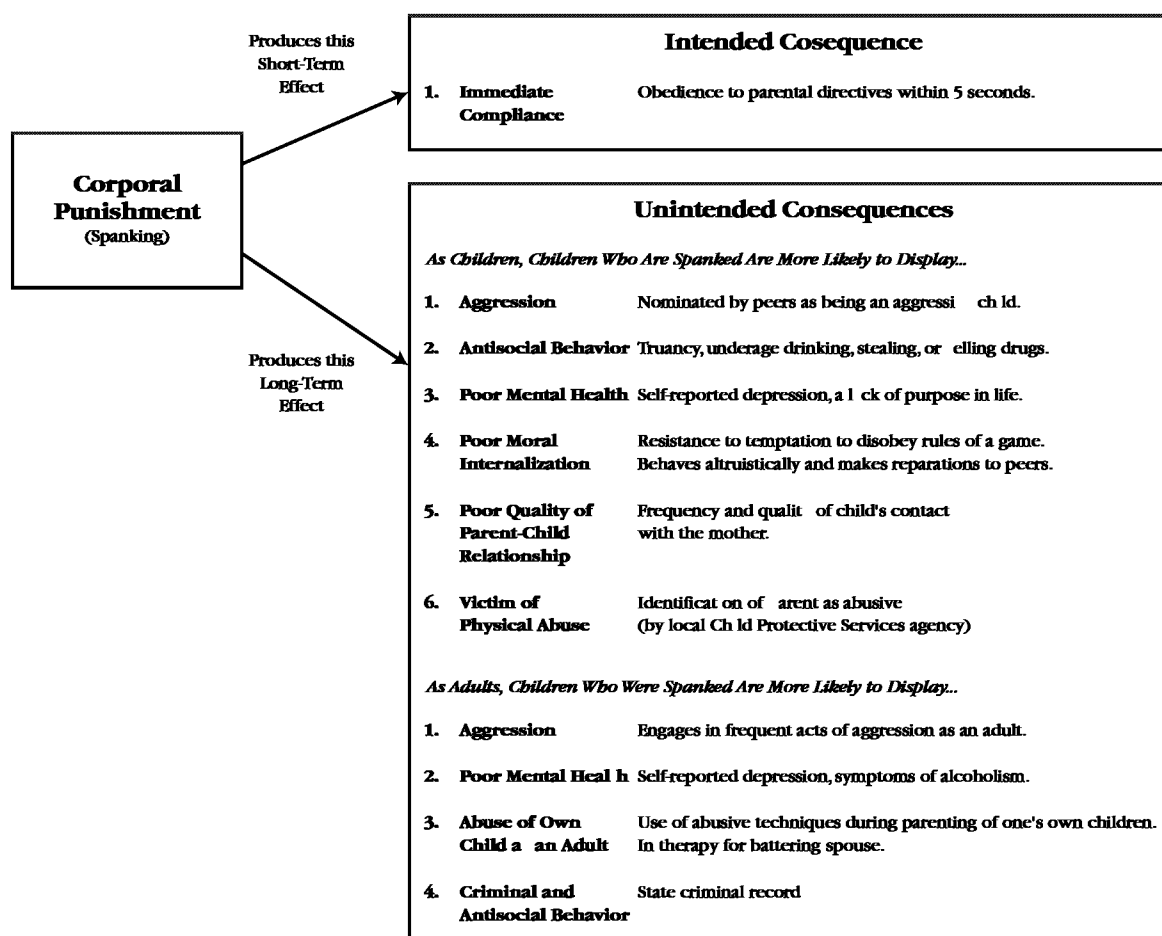 Produces this
Short-Term
Effect
Corporal
Punishment
(Spanking)
Produces this
Long-Term
Effect
Intended Cosequence
1. Immediate Obedience to parental directives within 5 seconds.
Compliance
Unintended Consequences
As Children, Children Who Are Spanked Are More Likely to Display...
1. Aggression Nominated by peers as being an aggressi ch ld.
2. Antisocial Behavior Truancy, underage drinking, stealing, or elling drugs.
3. Poor Mental Health Self-reported depression, a l ck of purpose in life.
4. Poor Moral Resistance to temptation to disobey rules of a game.
Internalization Behaves altruistically and makes reparations to peers.
5. Poor Quality of Frequency and qualit of child's contact
Parent-Child with the mother.
Relationship
6. Victim of Identificat on of arent as abusive
Physical Abuse (by local Ch ld Protective Services agency)
As Adults, Children Who Were Spanked Are More Likely to Display...
1. Aggression Engages in frequent acts of aggression as an adult.
2. Poor Mental Heal h Self-reported depression, symptoms of alcoholism.
3. Abuse of Own Use of abusive techniques during parenting of one's own children.
Child a an Adult In therapy for battering spouse.
4. Criminal and State criminal record
Antisocial Behavior